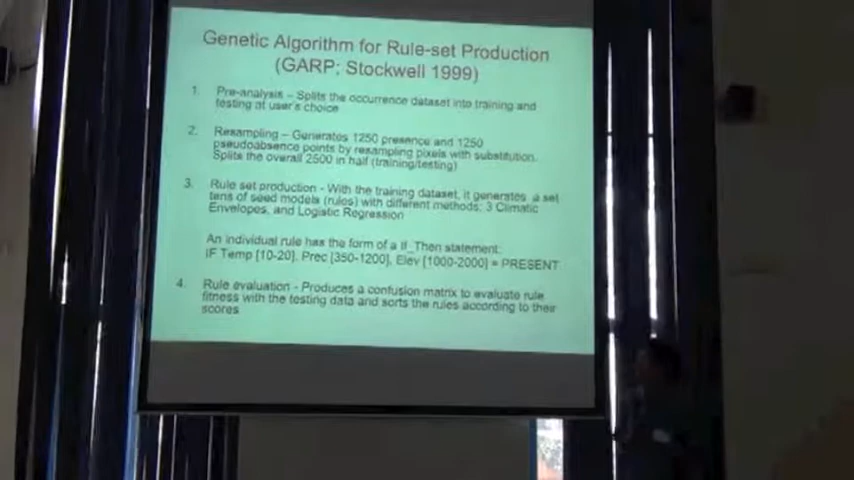 Genetic Algorithm for Rule-set Production
(GARP; Stockwell 1999)
1. Pre-analysis – Splits the occurrence dataset into training and
testing at user's choice
2. Resampling – Generates 1250 presence and 1250
pseudoabsence points by resampling pixels with substitution.
Splits the overall 2500 in half (training/testing)
3. Rule set production - With the training dataset, it generates a set
tens of seed models (rules) with different methods: 3 Climatic
Envelopes, and Logistic Regression
An individual rule has the form of a If_Then statement:
IF Temp [10-20], Prec [350-1200], Elev [1000-2000] = PRESENT
4. Rule evaluation - Produces a confusion matrix to evaluate rule
fitness with the testing data and sorts the rules according to their
scores